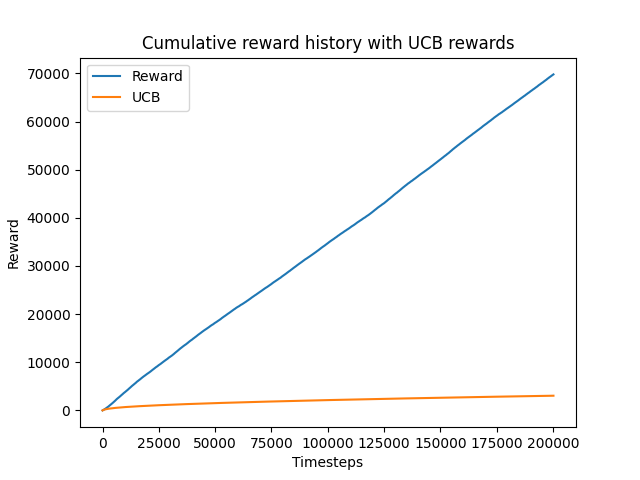 Cumulative reward history with UCB rewards
Reward
UCB
70000
60000
50000
40000
30000
20000
10000
0
Reward
0 25000 50000 75000 100000 125000 150000 175000 200000
Timesteps